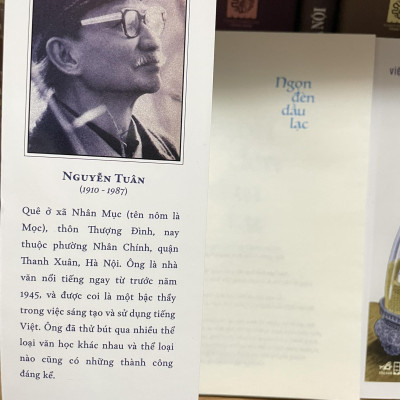 NGUYỄN TUÂN
(1910 - 1987)
Quê ở xã Nhân Mục (tên nôm là
Mọc), thôn Thượng Đình, nay
thuộc phường Nhân Chính, quận
Thanh Xuân, Hà Nội. Ông là nhà
văn nổi tiếng ngay từ trước năm
1945, và được coi là một bậc thầy
trong việc sáng tạo và sử dụng tiếng
Việt. Ông đã thử bút qua nhiều thể
loại văn học khác nhau và thể loại
nào cũng có những thành công
đáng kể.
Ngọn
đèn
dầu
lạc
NỘI
VIỆ